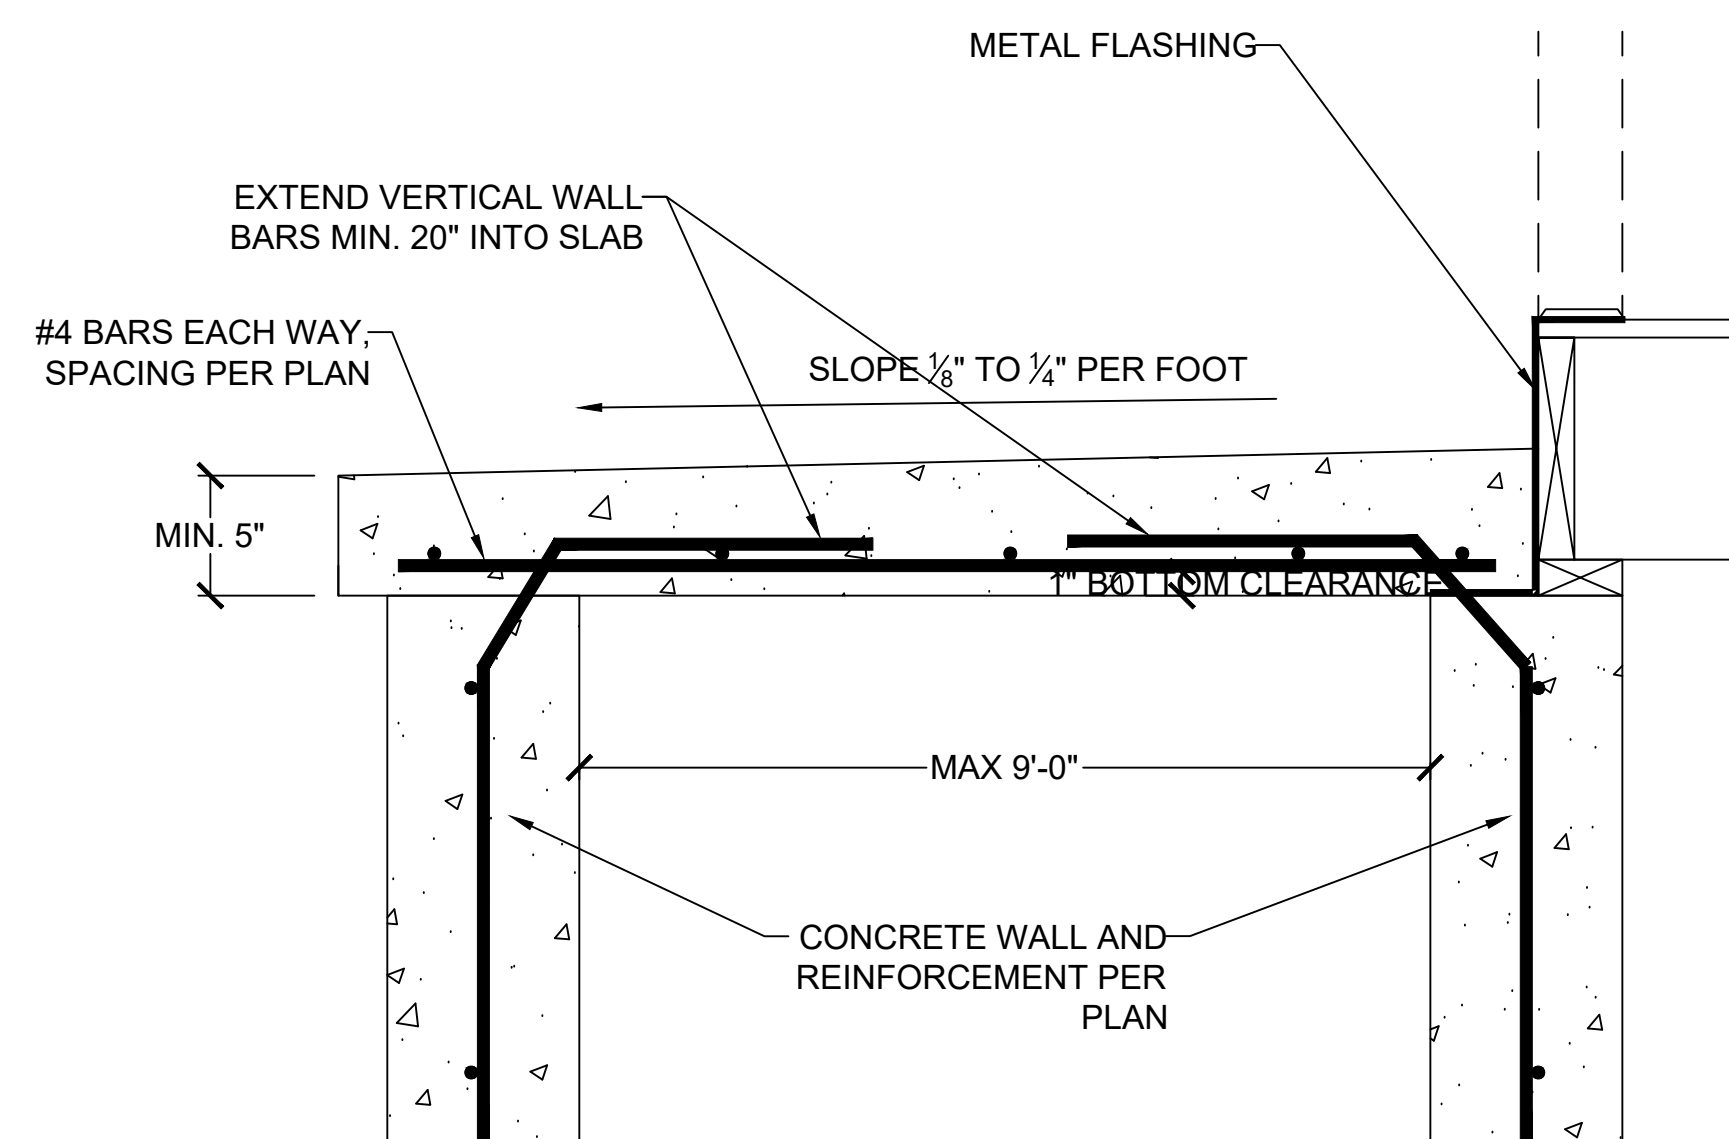 METAL FLASHING
EXTEND VERTICAL WALL
BARS MIN. 20" INTO SLAB
#4 BARS EACH WAY,
SPACING PER PLAN
SLOPE ⅛" TO ¼" PER FOOT
MIN. 5"
1" BOTTOM CLEARANCE
MAX 9'-0"
CONCRETE WALL AND
REINFORCEMENT PER
PLAN